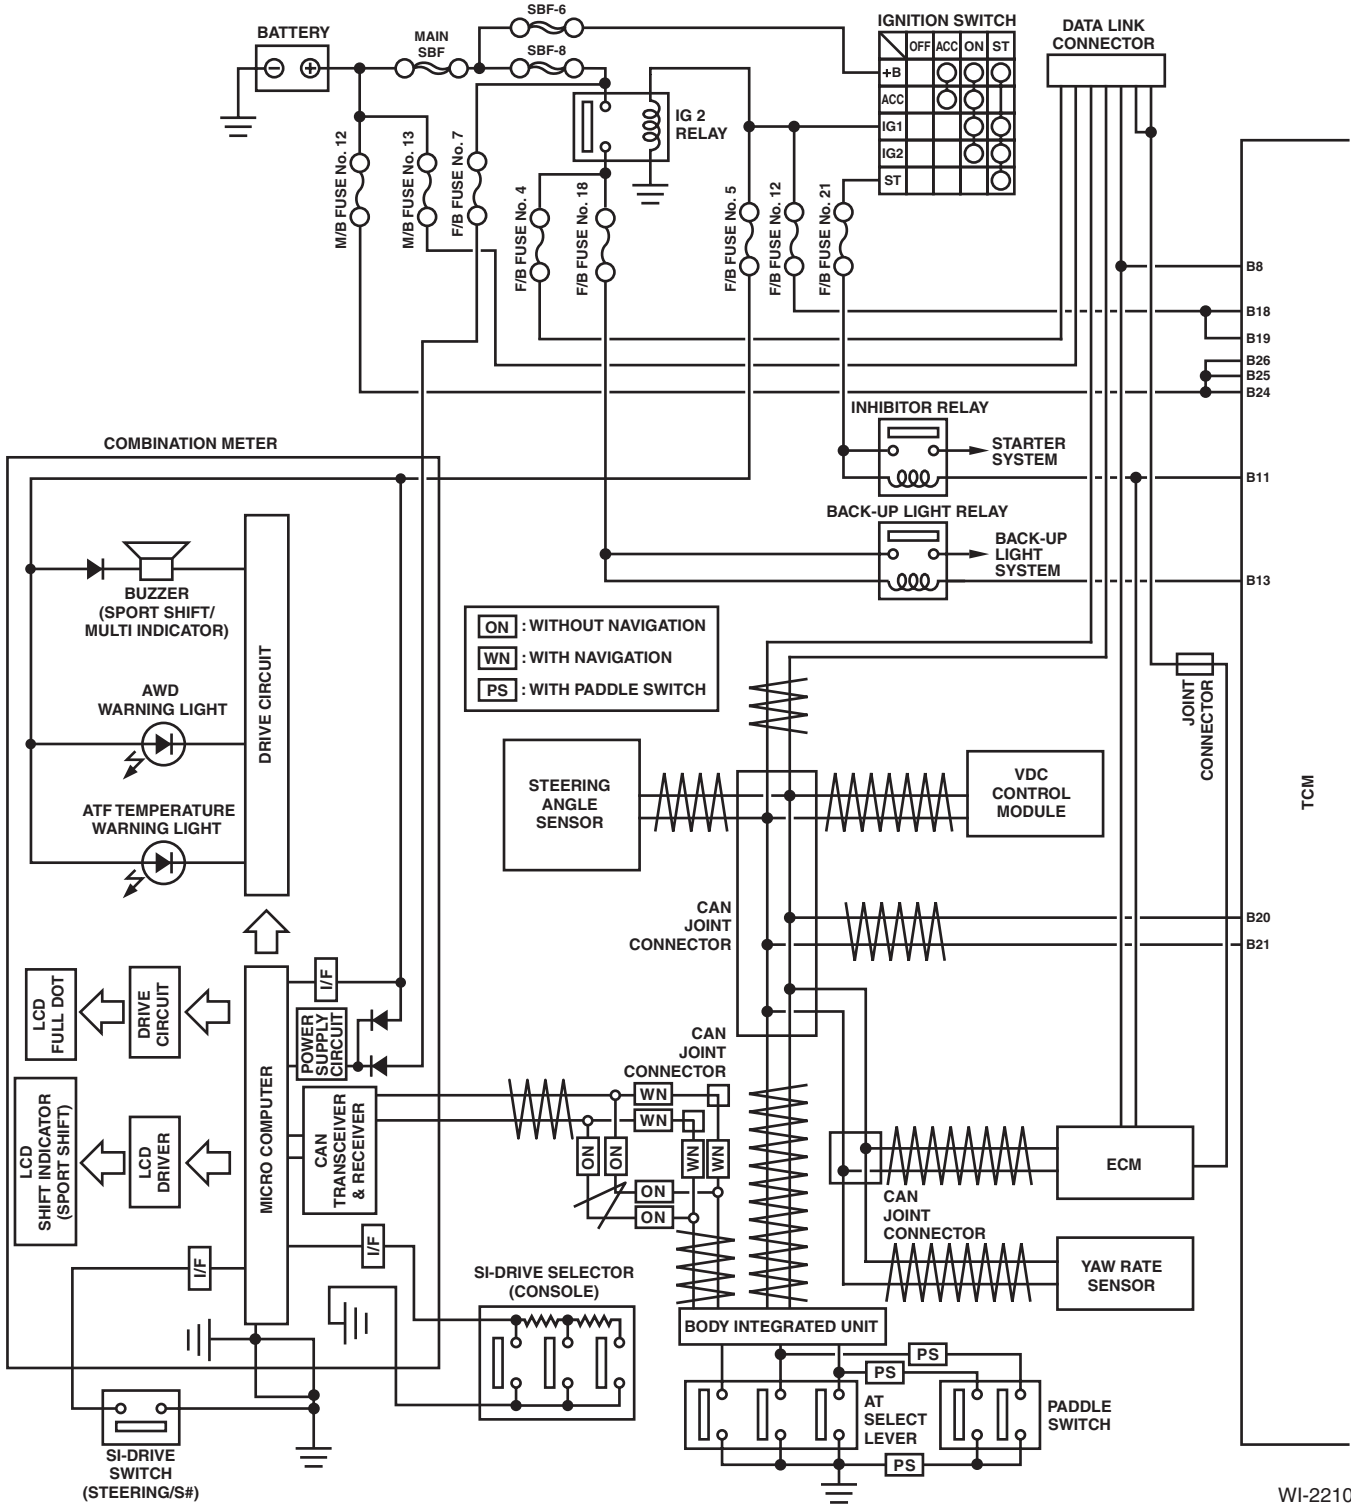 SBF-6
IGNITION SWITCH
DATA LINK
CONNECTOR
BATTERY
MAIN
SBF
SBF-8
OFF ACC ON ST
+B
ACC
IG1
IG2
ST
IG 2
RELAY
M/B FUSE No. 12
M/B FUSE No. 13
F/B FUSE No. 7
F/B FUSE No. 4
F/B FUSE No. 18
F/B FUSE No. 5
F/B FUSE No. 12
F/B FUSE No. 21
B8
B18
B19
B26
B25
B24
INHIBITOR RELAY
STARTER
SYSTEM
B11
BACK-UP LIGHT RELAY
BACK-UP
LIGHT
SYSTEM
B13
COMBINATION METER
BUZZER
(SPORT SHIFT/
MULTI INDICATOR)
DRIVE CIRCUIT
AWD
WARNING LIGHT
ATF TEMPERATURE
WARNING LIGHT
ON : WITHOUT NAVIGATION
WN : WITH NAVIGATION
PS : WITH PADDLE SWITCH
JOINT
CONNECTOR
STEERING
ANGLE
SENSOR
VDC
CONTROL
MODULE
TCM
CAN
JOINT
CONNECTOR
B20
B21
LCD
FULL DOT
DRIVE
CIRCUIT
I/F
POWER
SUPPLY
CIRCUIT
MICRO COMPUTER
CAN
JOINT
CONNECTOR
LCD
SHIFT INDICATOR
(SPORT SHIFT)
LCD
DRIVER
CAN
TRANSCEIVER
& RECEIVER
WN
WN
ON
ON
WN
WN
ON
ON
ECM
CAN
JOINT
CONNECTOR
I/F
I/F
YAW RATE
SENSOR
SI-DRIVE SELECTOR
(CONSOLE)
BODY INTEGRATED UNIT
PS
PS
AT
SELECT
LEVER
PADDLE
SWITCH
PS
SI-DRIVE
SWITCH
(STEERING/S#)
WI-2210